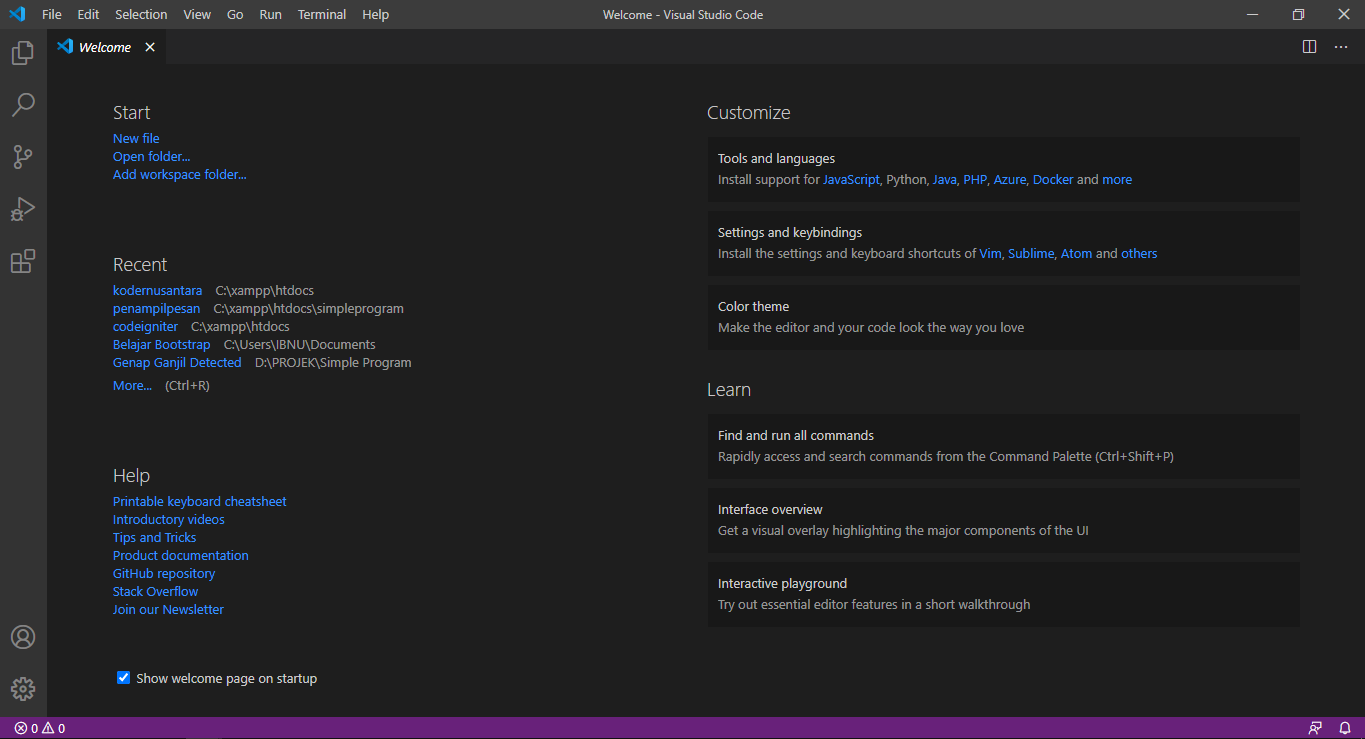 File Edit Selection View Go Run Terminal Help
Welcome - Visual Studio Code
Welcome
Start
New file
Open folder...
Add workspace folder...
Recent
kodernusantara C:\xampp\htdocs
penampilpesan C:\xampp\htdocs\simpleprogram
codeigniter C:\xampp\htdocs
Belajar Bootstrap C:\Users\IBNU\Documents
Genap Ganjil Detected D:\PROJEK\Simple Program
More... (Ctrl+R)
Help
Printable keyboard cheatsheet
Introductory videos
Tips and Tricks
Product documentation
GitHub repository
Stack Overflow
Join our Newsletter
Show welcome page on startup
Customize
Tools and languages
Install support for JavaScript, Python, Java, PHP, Azure, Docker and more
Settings and keybindings
Install the settings and keyboard shortcuts of Vim, Sublime, Atom and others
Color theme
Make the editor and your code look the way you love
Learn
Find and run all commands
Rapidly access and search commands from the Command Palette (Ctrl+Shift+P)
Interface overview
Get a visual overlay highlighting the major components of the UI
Interactive playground
Try out essential editor features in a short walkthrough
0 0